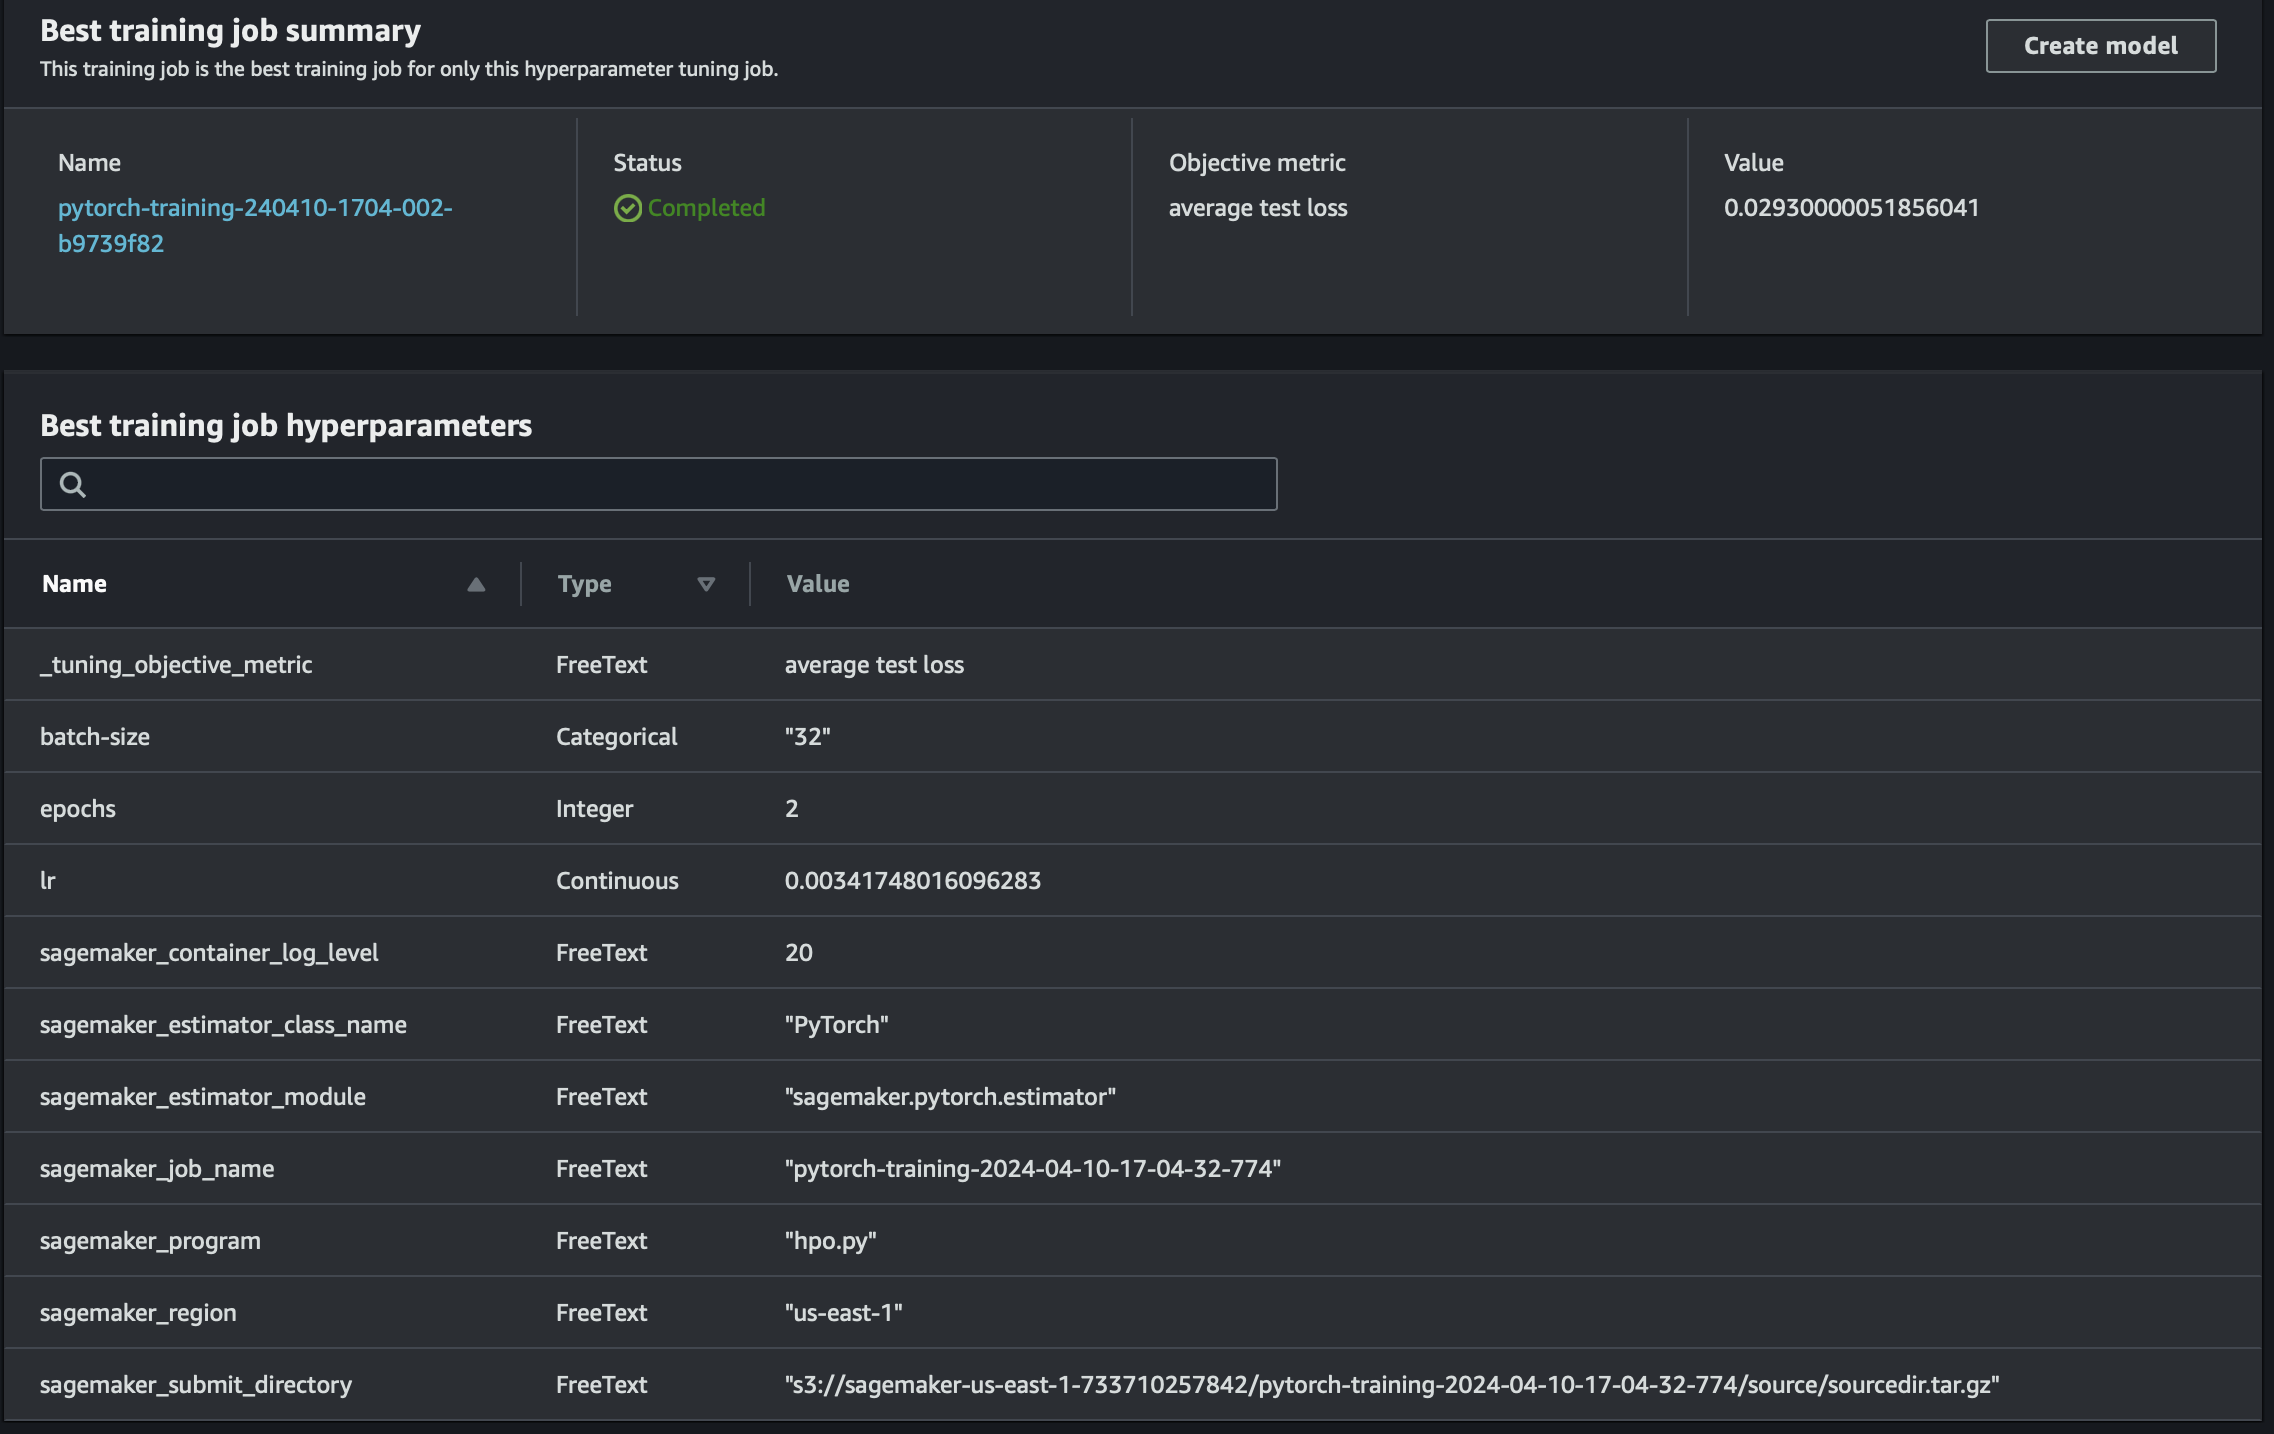 Best training job summary
Create model
This training job is the best training job for only this hyperparameter tuning job.
Name
pytorch-training-240410-1704-002-
b9739f82
Status
Completed
Objective metric
average test loss
Value
0.02930000051856041
Best training job hyperparameters
Name Type Value
_tuning_objective_metric FreeText average test loss
batch-size Categorical "32"
epochs Integer 2
lr Continuous 0.00341748016096283
sagemaker_container_log_level FreeText 20
sagemaker_estimator_class_name FreeText "PyTorch"
sagemaker_estimator_module FreeText "sagemaker.pytorch.estimator"
sagemaker_job_name FreeText "pytorch-training-2024-04-10-17-04-32-774"
sagemaker_program FreeText "hpo.py"
sagemaker_region FreeText "us-east-1"
sagemaker_submit_directory FreeText "s3://sagemaker-us-east-1-733710257842/pytorch-training-2024-04-10-17-04-32-774/source/sourcedir.tar.gz"